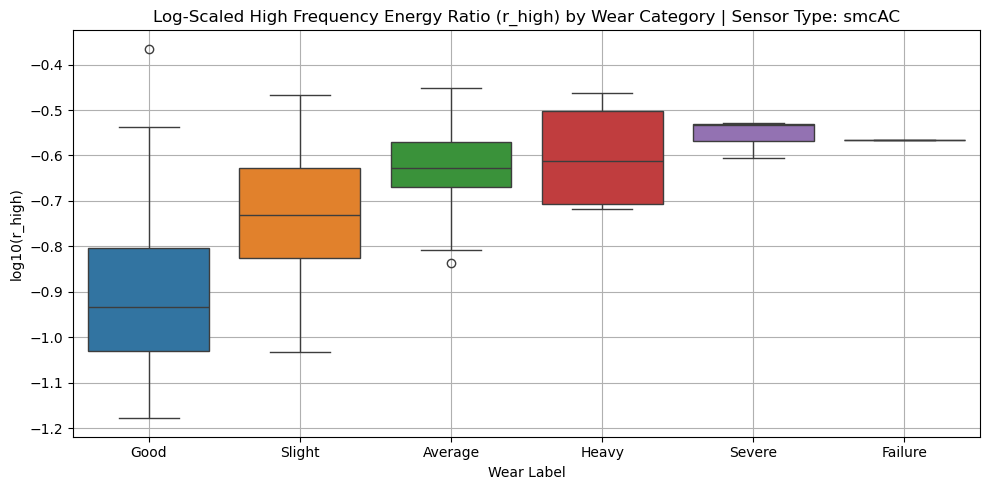 Log-Scaled High Frequency Energy Ratio (r_high) by Wear Category | Sensor Type: smcAC
log10(r_high)
−0.4
−0.5
−0.6
−0.7
−0.8
−0.9
−1.0
−1.1
−1.2
Good Slight Average Heavy Severe Failure
Wear Label